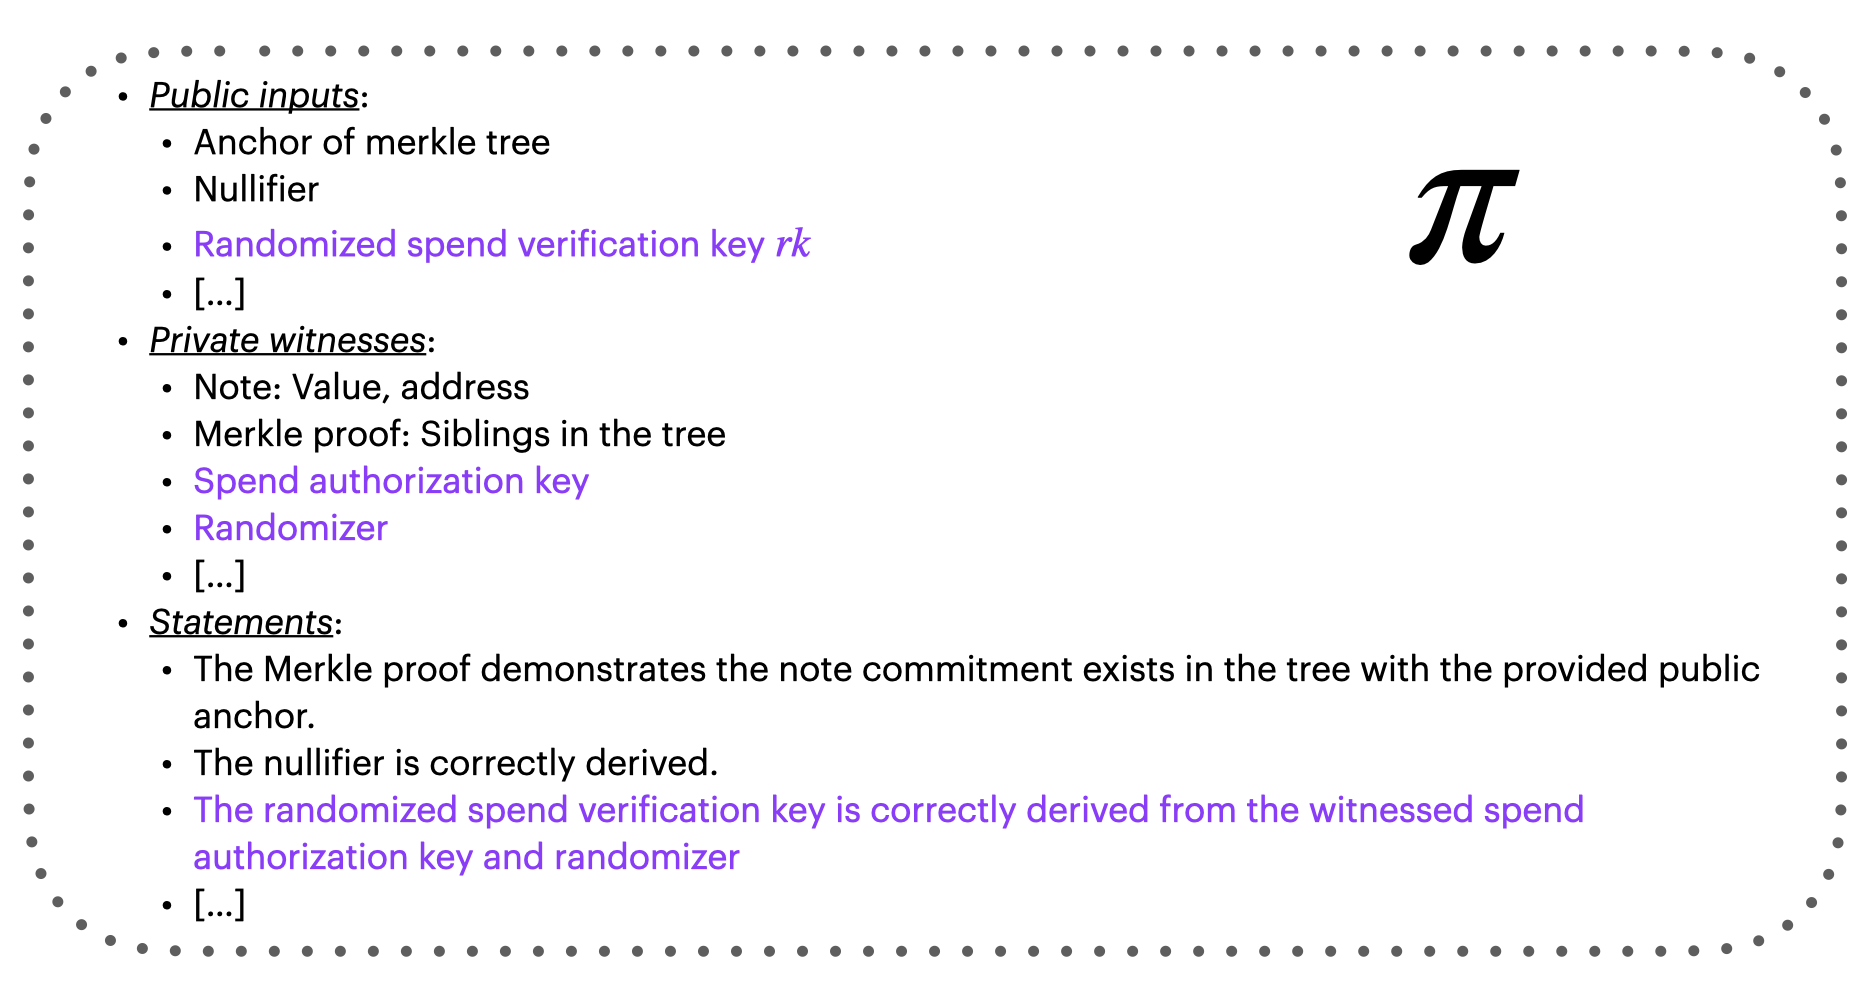 • Public inputs:
• Anchor of merkle tree
• Nullifier
• Randomized spend verification key rk
• [...]
• Private witnesses:
• Note: Value, address
• Merkle proof: Siblings in the tree
• Spend authorization key
• Randomizer
• [...]
• Statements:
• The Merkle proof demonstrates the note commitment exists in the tree with the provided public
anchor.
• The nullifier is correctly derived.
• The randomized spend verification key is correctly derived from the witnessed spend
authorization key and randomizer
• [...]
π